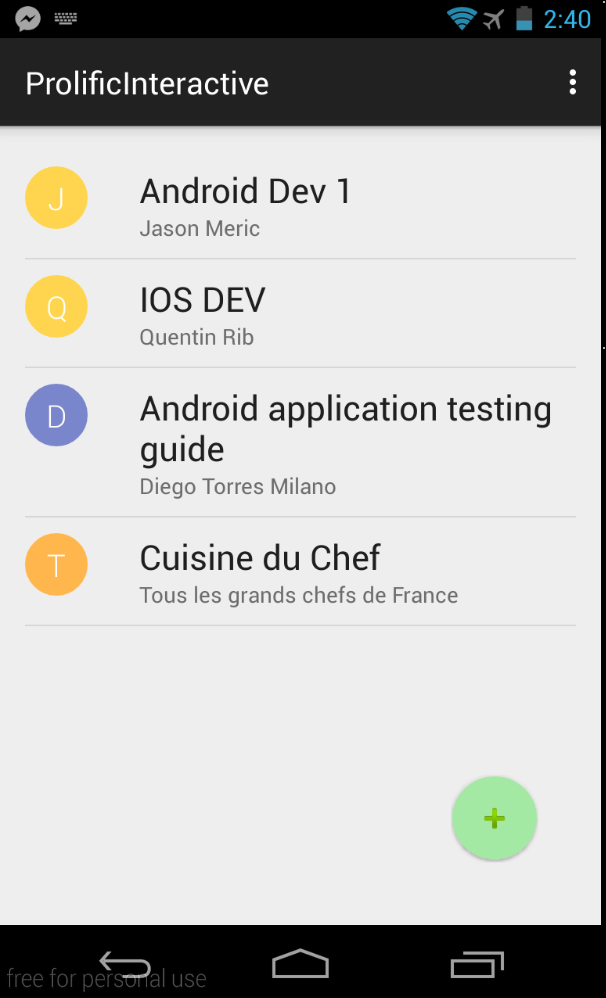 2:40
ProlificInteractive
J
Android Dev 1
Jason Meric
Q
IOS DEV
Quentin Rib
D
Android application testing
guide
Diego Torres Milano
T
Cuisine du Chef
Tous les grands chefs de France
free for personal use